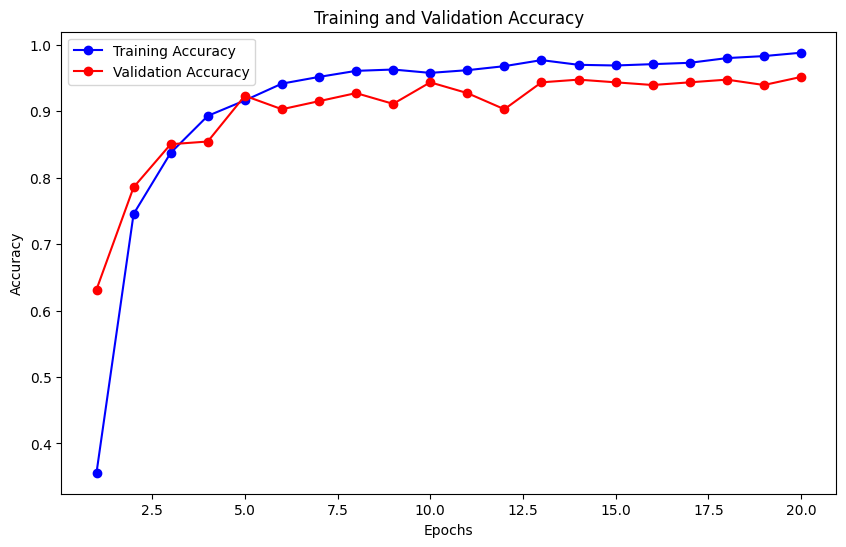 Training and Validation Accuracy
Training Accuracy
Validation Accuracy
Accuracy
1.0
0.9
0.8
0.7
0.6
0.5
0.4
2.5 5.0 7.5 10.0 12.5 15.0 17.5 20.0
Epochs